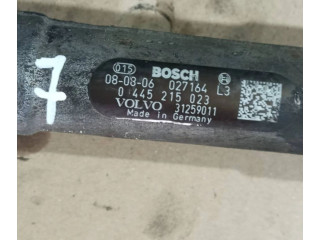 7
015 BOSCH
08-08-06 027164 L3
0 445 215 023
VOLVO 31259011
Made in Germany